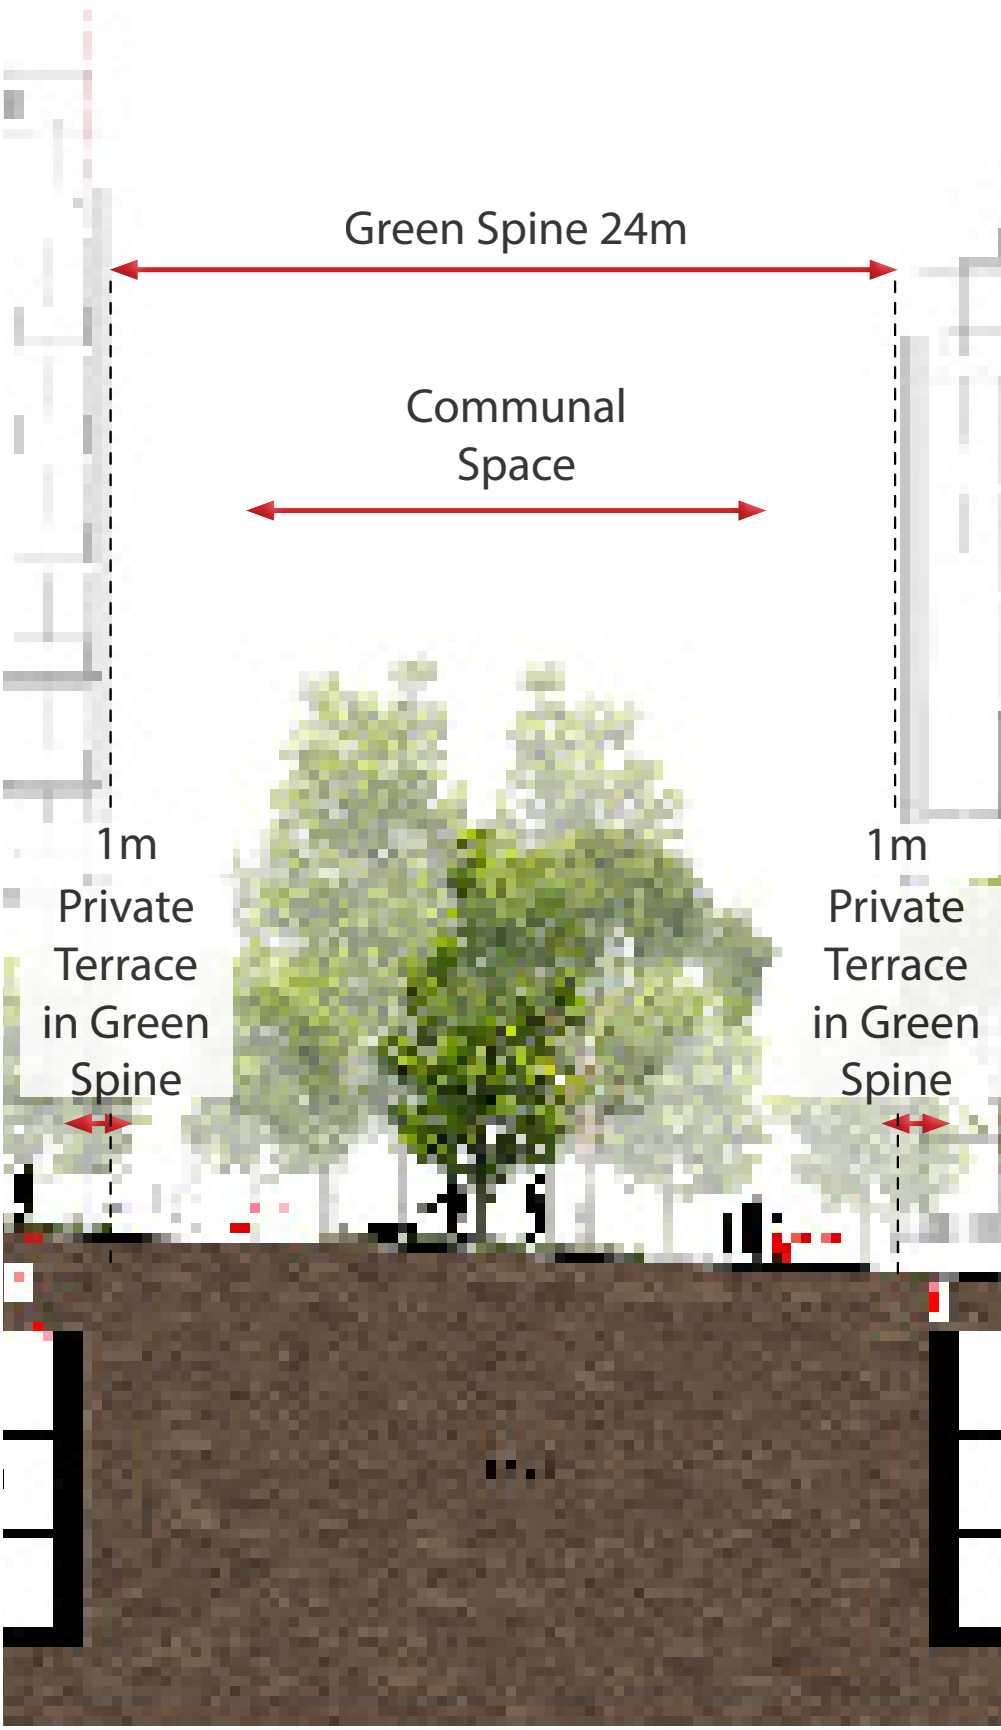 Green Spine 24m
Communal
Space
1m
Private
Terrace
in Green
Spine
1m
Private
Terrace
in Green
Spine